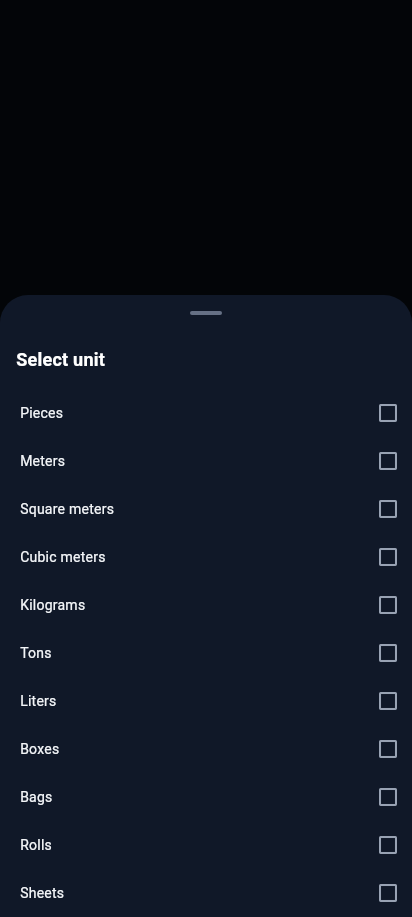 Select unit
Pieces
Meters
Square meters
Cubic meters
Kilograms
Tons
Liters
Boxes
Bags
Rolls
Sheets